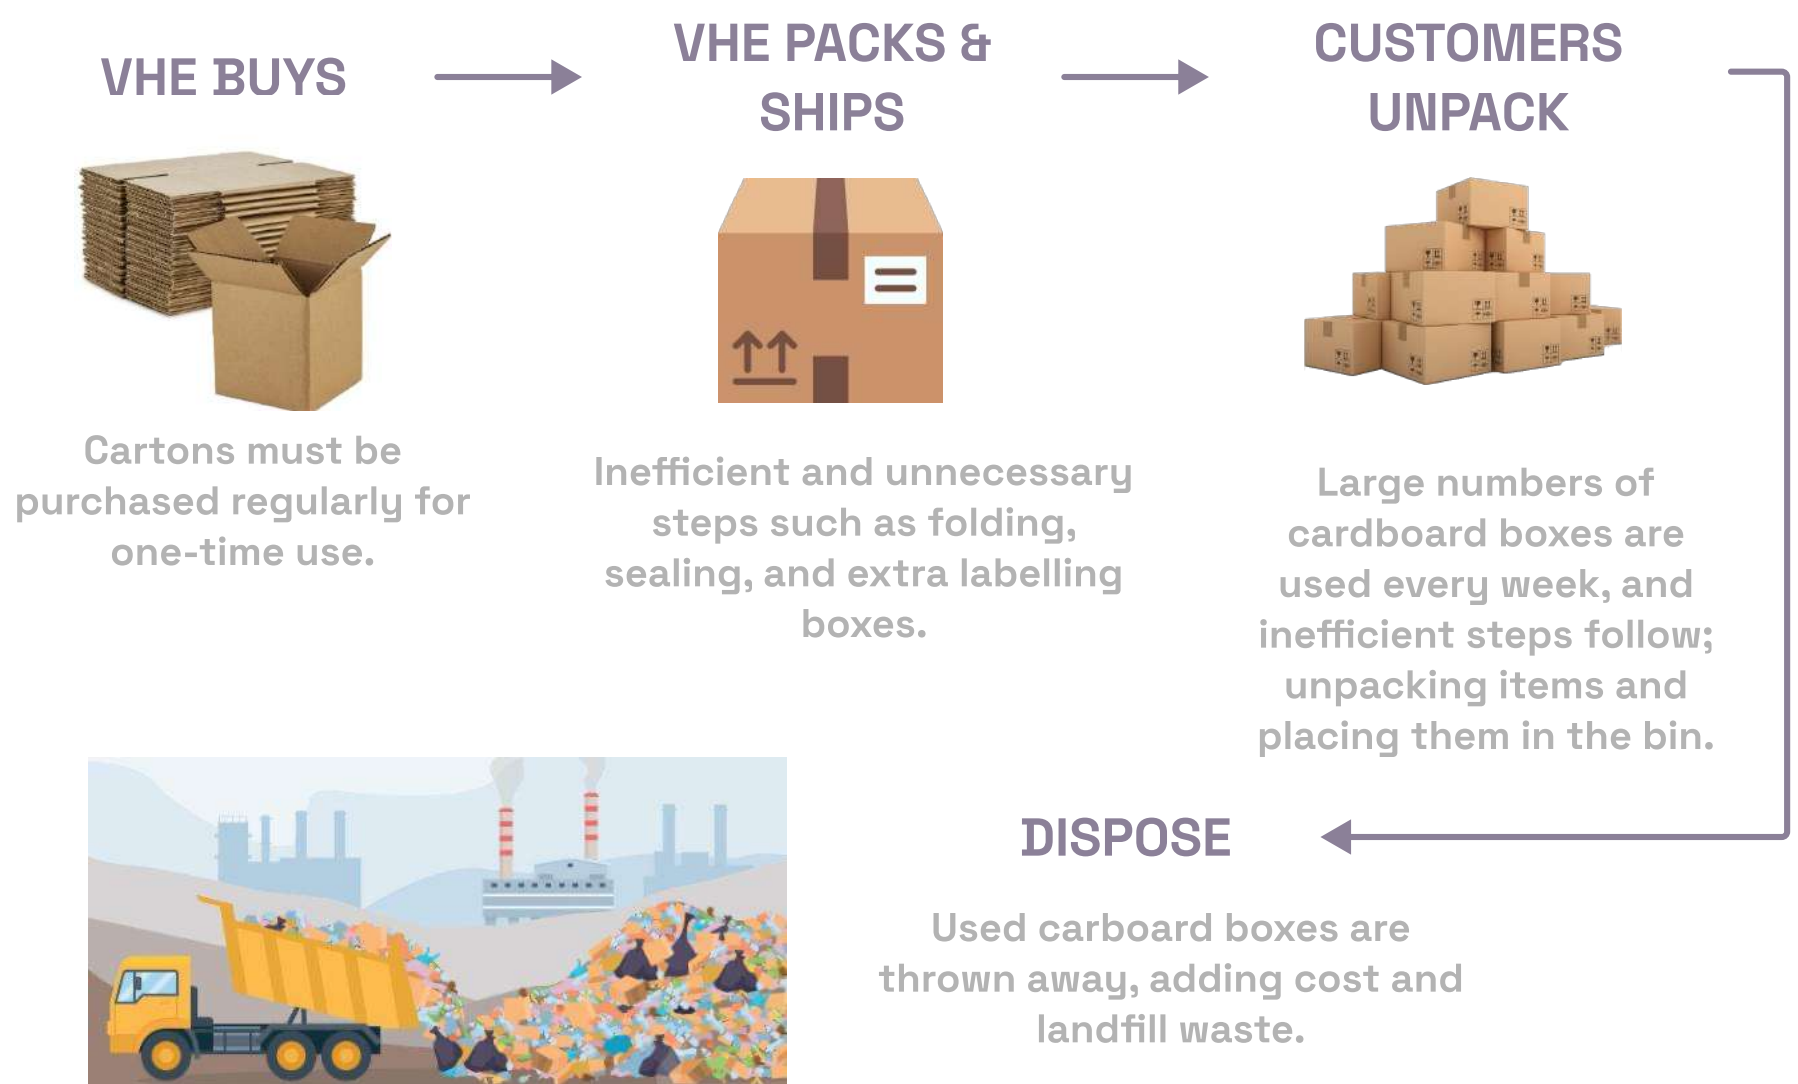 VHE BUYS
VHE PACKS &
SHIPS
CUSTOMERS
UNPACK
Cartons must be
purchased regularly for
one-time use.
Inefficient and unnecessary
steps such as folding,
sealing, and extra labelling
boxes.
Large numbers of
cardboard boxes are
used every week, and
inefficient steps follow;
unpacking items and
placing them in the bin.
DISPOSE
Used carboard boxes are
thrown away, adding cost and
landfill waste.